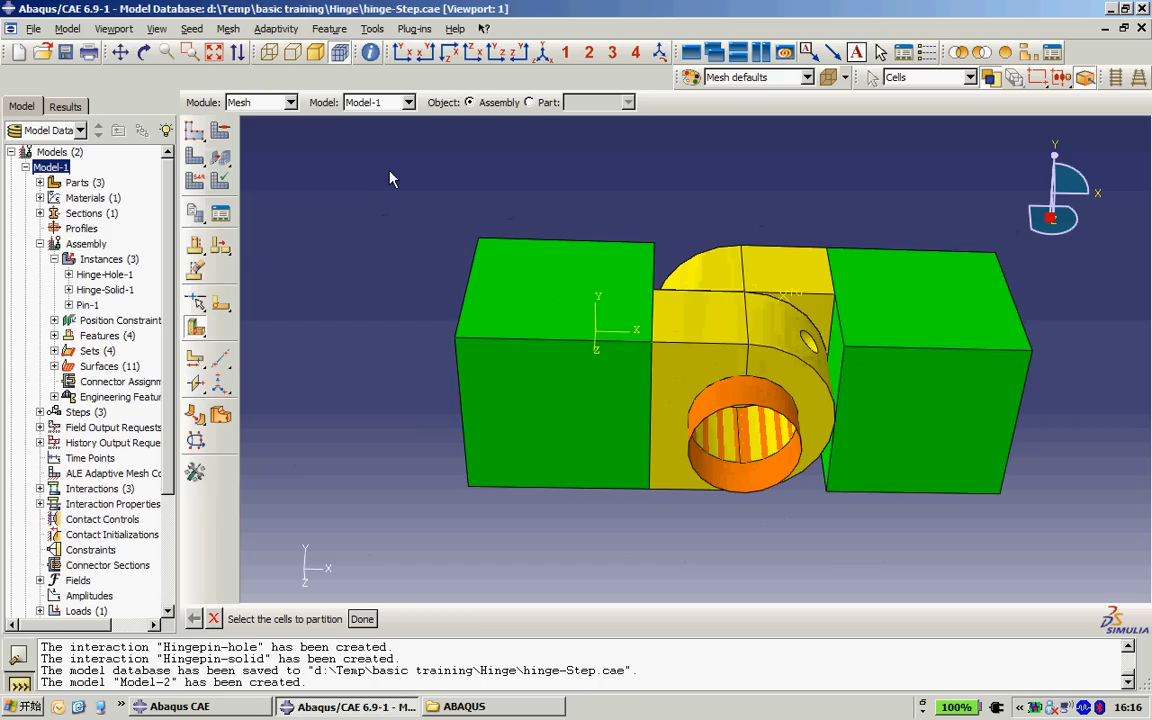 Abaqus/CAE 6.9-1 - Model Database: d:\Temp\basic training\Hinge\hinge-Step.cae [Viewport: 1]
File Model Viewport View Seed Mesh Adaptivity Feature Tools Plug-ins Help
1 2 3 4
Mesh defaults Cells
Model Results Module: Mesh Model: Model-1 Object: Assembly Part:
Model Data
Models (2)
Model-1
Parts (3)
Materials (1)
Sections (1)
Profiles
Assembly
Instances (3)
Hinge-Hole-1
Hinge-Solid-1
Pin-1
Position Constraint
Features (4)
Sets (4)
Surfaces (11)
Connector Assignm
Engineering Featur
Steps (3)
Field Output Requests
History Output Reque
Time Points
ALE Adaptive Mesh Co
Interactions (3)
Interaction Properties
Contact Controls
Contact Initializations
Constraints
Connector Sections
Fields
Amplitudes
Loads (1)
Y
X
Y
X
Z
Y
X
Z
Select the cells to partition Done
SIMULIA
The interaction "Hingepin-hole" has been created.
The interaction "Hingepin-solid" has been created.
The model database has been saved to "d:\Temp\basic training\Hinge\hinge-Step.cae".
The model "Model-2" has been created.
开始 Abaqus CAE Abaqus/CAE 6.9-1 - M... ABAQUS 100% 16:16